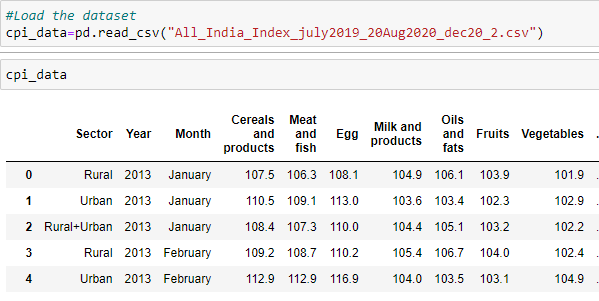 #Load the dataset
cpi_data=pd.read_csv("All_India_Index_july2019_20Aug2020_dec20_2.csv")
cpi_data
Sector Year Month Cereals and products Meat and fish Egg Milk and products Oils and fats Fruits Vegetables .
0 Rural 2013 January 107.5 106.3 108.1 104.9 106.1 103.9 101.9 .
1 Urban 2013 January 110.5 109.1 113.0 103.6 103.4 102.3 102.9 .
2 Rural+Urban 2013 January 108.4 107.3 110.0 104.4 105.1 103.2 102.2 .
3 Rural 2013 February 109.2 108.7 110.2 105.4 106.7 104.0 102.4 .
4 Urban 2013 February 112.9 112.9 116.9 104.0 103.5 103.1 104.9 .